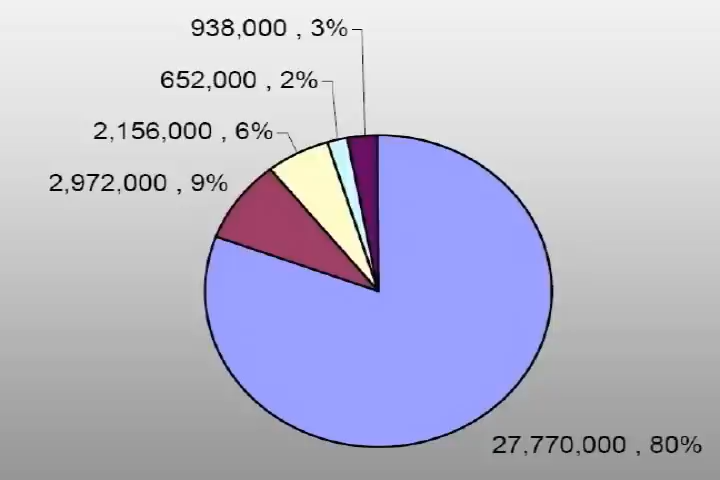 938,000 , 3%
652,000 , 2%
2,156,000 , 6%
2,972,000 , 9%
27,770,000 , 80%